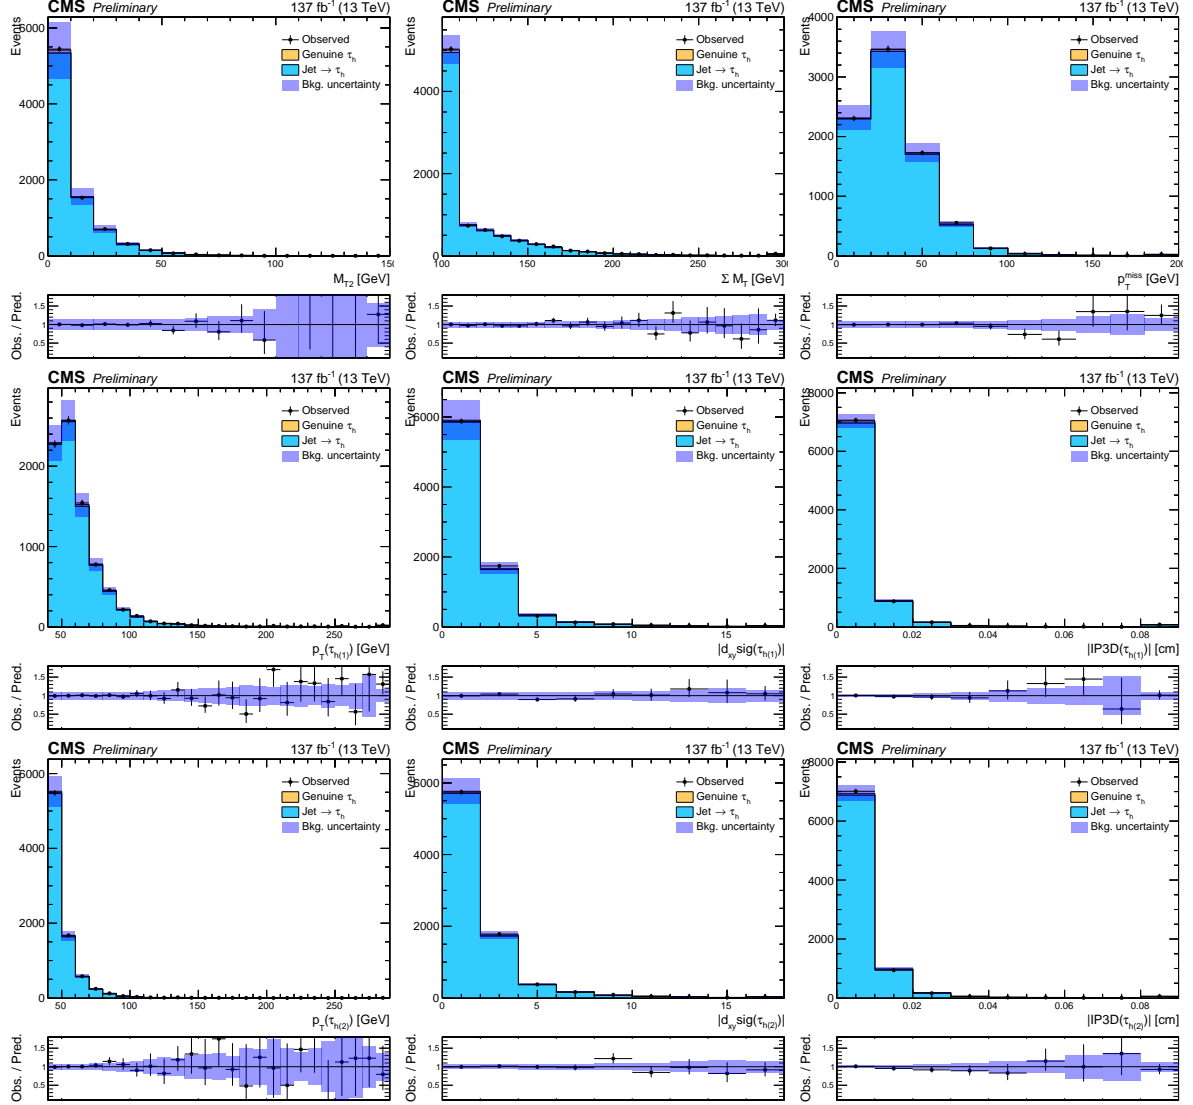 CMS Preliminary 137 fb⁻¹ (13 TeV)
Events
6000
4000
2000
0
Observed
Genuine τh
Jet → τh
Bkg. uncertainty
0 50 100 150
M_T2 [GeV]
Obs. / Pred.
1.5
1
0.5
CMS Preliminary 137 fb⁻¹ (13 TeV)
Events
5000
0
Observed
Genuine τh
Jet → τh
Bkg. uncertainty
100 150 200 250 300
Σ M_T [GeV]
Obs. / Pred.
1.5
1
0.5
CMS Preliminary 137 fb⁻¹ (13 TeV)
Events
4000
3000
2000
1000
0
Observed
Genuine τh
Jet → τh
Bkg. uncertainty
0 50 100 150 200
p_T^miss [GeV]
Obs. / Pred.
1.5
1
0.5
CMS Preliminary 137 fb⁻¹ (13 TeV)
Events
2000
1000
0
Observed
Genuine τh
Jet → τh
Bkg. uncertainty
50 100 150 200 250
p_T(τh(1)) [GeV]
Obs. / Pred.
1.5
1
0.5
CMS Preliminary 137 fb⁻¹ (13 TeV)
Events
6000
4000
2000
0
Observed
Genuine τh
Jet → τh
Bkg. uncertainty
0 5 10 15
|d_xy sig(τh(1)|
Obs. / Pred.
1.5
1
0.5
CMS Preliminary 137 fb⁻¹ (13 TeV)
Events
8000
6000
4000
2000
0
Observed
Genuine τh
Jet → τh
Bkg. uncertainty
0 0.02 0.04 0.06 0.08
|IP3D(τh(1))| [cm]
Obs. / Pred.
1.5
1
0.5
CMS Preliminary 137 fb⁻¹ (13 TeV)
Events
6000
4000
2000
0
Observed
Genuine τh
Jet → τh
Bkg. uncertainty
50 100 150 200 250
p_T(τh(2)) [GeV]
Obs. / Pred.
1.5
1
0.5
CMS Preliminary 137 fb⁻¹ (13 TeV)
Events
6000
4000
2000
0
Observed
Genuine τh
Jet → τh
Bkg. uncertainty
0 5 10 15
|d_xy sig(τh(2)|
Obs. / Pred.
1.5
1
0.5
CMS Preliminary 137 fb⁻¹ (13 TeV)
Events
8000
6000
4000
2000
0
Observed
Genuine τh
Jet → τh
Bkg. uncertainty
0 0.02 0.04 0.06 0.08
|IP3D(τh(2))| [cm]
Obs. / Pred.
1.5
1
0.5